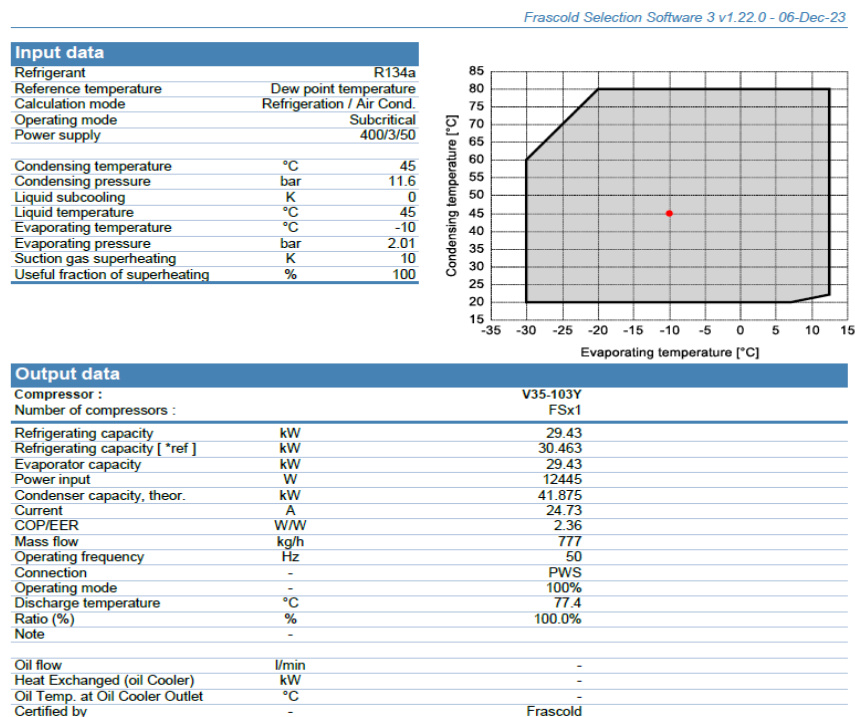 Frascold Selection Software 3 v1.22.0 - 06-Dec-23
Input data
Refrigerant R134a
Reference temperature Dew point temperature
Calculation mode Refrigeration / Air Cond.
Operating mode Subcritical
Power supply 400/3/50
Condensing temperature °C 45
Condensing pressure bar 11.6
Liquid subcooling K 0
Liquid temperature °C 45
Evaporating temperature °C -10
Evaporating pressure bar 2.01
Suction gas superheating K 10
Useful fraction of superheating % 100
Condensing temperature [°C]
85
80
75
70
65
60
55
50
45
40
35
30
25
20
15
-35 -30 -25 -20 -15 -10 -5 0 5 10 15
Evaporating temperature [°C]
Output data
Compressor : V35-103Y
Number of compressors : FSx1
Refrigerating capacity kW 29.43
Refrigerating capacity [ *ref ] kW 30.463
Evaporator capacity kW 29.43
Power input W 12445
Condenser capacity, theor. kW 41.875
Current A 24.73
COP/EER W/W 2.36
Mass flow kg/h 777
Operating frequency Hz 50
Connection - PWS
Operating mode - 100%
Discharge temperature °C 77.4
Ratio (%) % 100.0%
Note -
Oil flow l/min -
Heat Exchanged (oil Cooler) kW -
Oil Temp. at Oil Cooler Outlet °C -
Certified by - Frascold